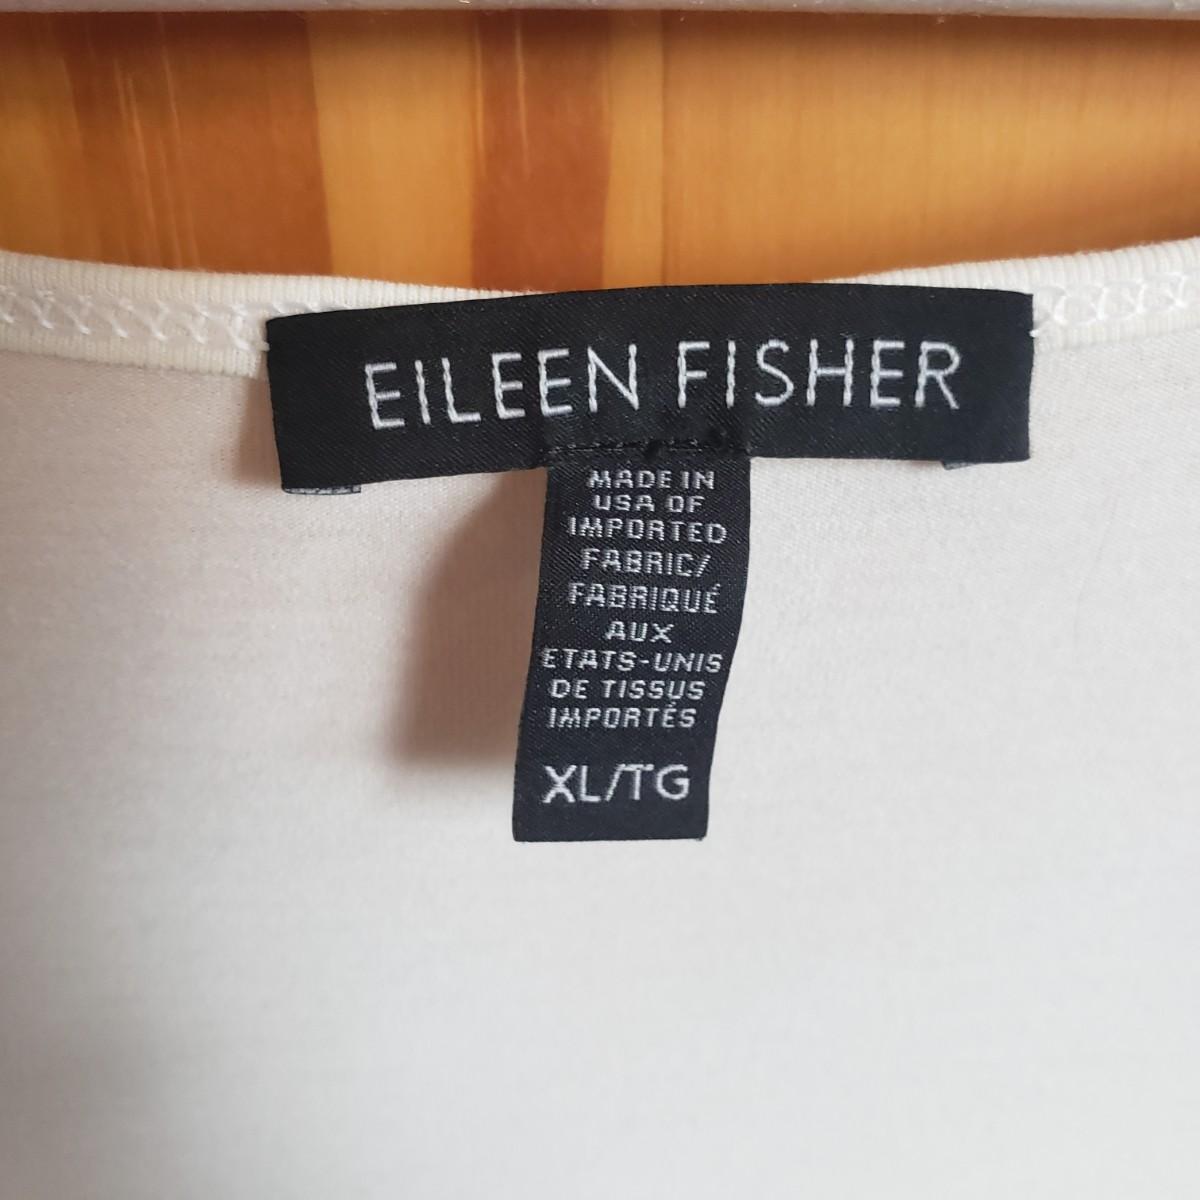 EILEEN FISHER
MADE IN
USA OF
IMPORTED
FABRIC/
FABRIQUÉ
AUX
ETATS-UNIS
DE TISSUS
IMPORTÉS
XL/TG